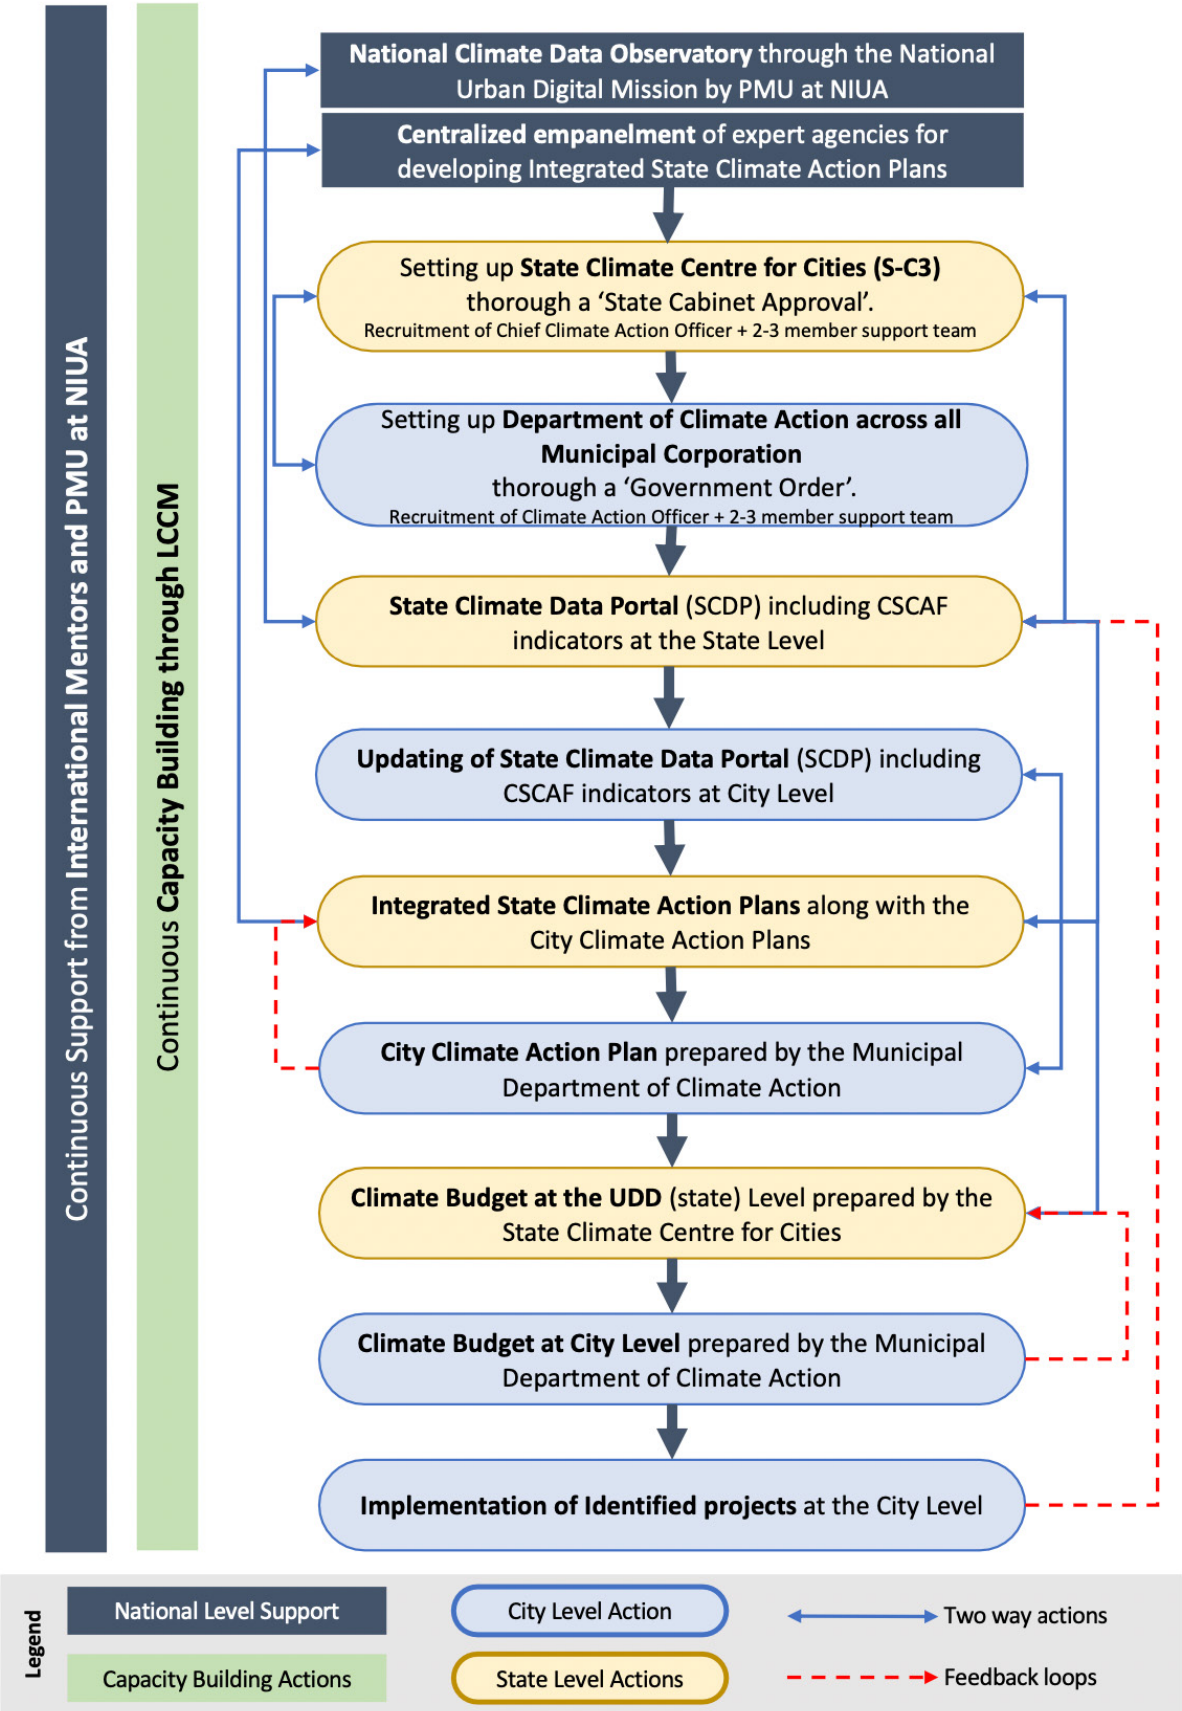 Continuous Support from International Mentors and PMU at NIUA
Continuous Capacity Building through LCCM
National Climate Data Observatory through the National
Urban Digital Mission by PMU at NIUA
Centralized empanelment of expert agencies for
developing Integrated State Climate Action Plans
Setting up State Climate Centre for Cities (S-C3)
thorough a ‘State Cabinet Approval’.
Recruitment of Chief Climate Action Officer + 2-3 member support team
Setting up Department of Climate Action across all
Municipal Corporation
thorough a ‘Government Order’.
Recruitment of Climate Action Officer + 2-3 member support team
State Climate Data Portal (SCDP) including CSCAF
indicators at the State Level
Updating of State Climate Data Portal (SCDP) including
CSCAF indicators at City Level
Integrated State Climate Action Plans along with the
City Climate Action Plans
City Climate Action Plan prepared by the Municipal
Department of Climate Action
Climate Budget at the UDD (state) Level prepared by the
State Climate Centre for Cities
Climate Budget at City Level prepared by the Municipal
Department of Climate Action
Implementation of Identified projects at the City Level
Legend
National Level Support
City Level Action
Two way actions
Capacity Building Actions
State Level Actions
Feedback loops